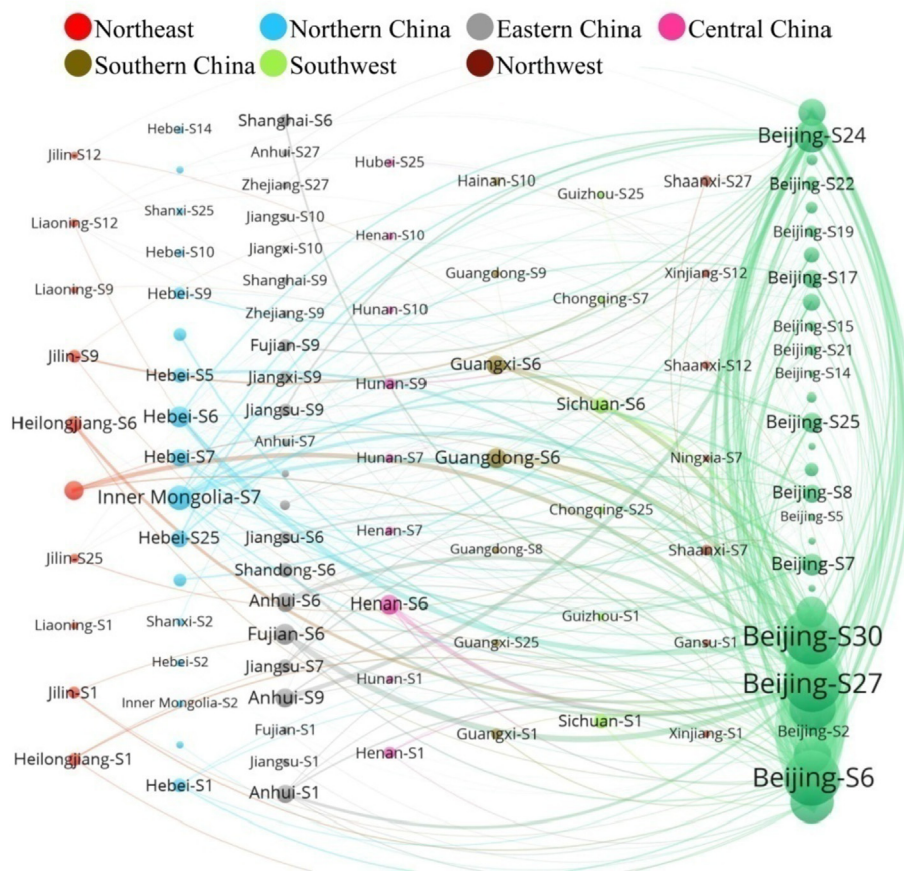 Northeast
Northern China
Eastern China
Central China
Southern China
Southwest
Northwest
Jilin-S12
Liaoning-S12
Liaoning-S9
Jilin-S9
Heilongjiang-S6
Jilin-S25
Liaoning-S1
Jilin-S1
Heilongjiang-S1
Hebei-S14
Shanxi-S25
Hebei-S10
Hebei-S9
Hebei-S5
Hebei-S6
Hebei-S7
Inner Mongolia-S7
Hebei-S25
Shanxi-S2
Hebei-S2
Inner Mongolia-S2
Hebei-S1
Shanghai-S6
Anhui-S27
Zhejiang-S27
Jiangsu-S10
Jiangxi-S10
Shanghai-S9
Zhejiang-S9
Fujian-S9
Jiangxi-S9
Jiangsu-S9
Anhui-S7
Jiangsu-S6
Shandong-S6
Anhui-S6
Fujian-S6
Jiangsu-S7
Anhui-S9
Fujian-S1
Jiangsu-S1
Anhui-S1
Hubei-S25
Henan-S10
Hunan-S10
Hunan-S9
Hunan-S7
Henan-S7
Henan-S6
Hunan-S1
Henan-S1
Hainan-S10
Guangdong-S9
Guangxi-S6
Guangdong-S6
Guangdong-S8
Guangxi-S25
Guangxi-S1
Guizhou-S25
Chongqing-S7
Sichuan-S6
Chongqing-S25
Guizhou-S1
Sichuan-S1
Shaanxi-S27
Xinjiang-S12
Shaanxi-S12
Ningxia-S7
Shaanxi-S7
Gansu-S1
Xinjiang-S1
Beijing-S24
Beijing-S22
Beijing-S19
Beijing-S17
Beijing-S15
Beijing-S21
Beijing-S14
Beijing-S25
Beijing-S8
Beijing-S5
Beijing-S7
Beijing-S30
Beijing-S27
Beijing-S2
Beijing-S6